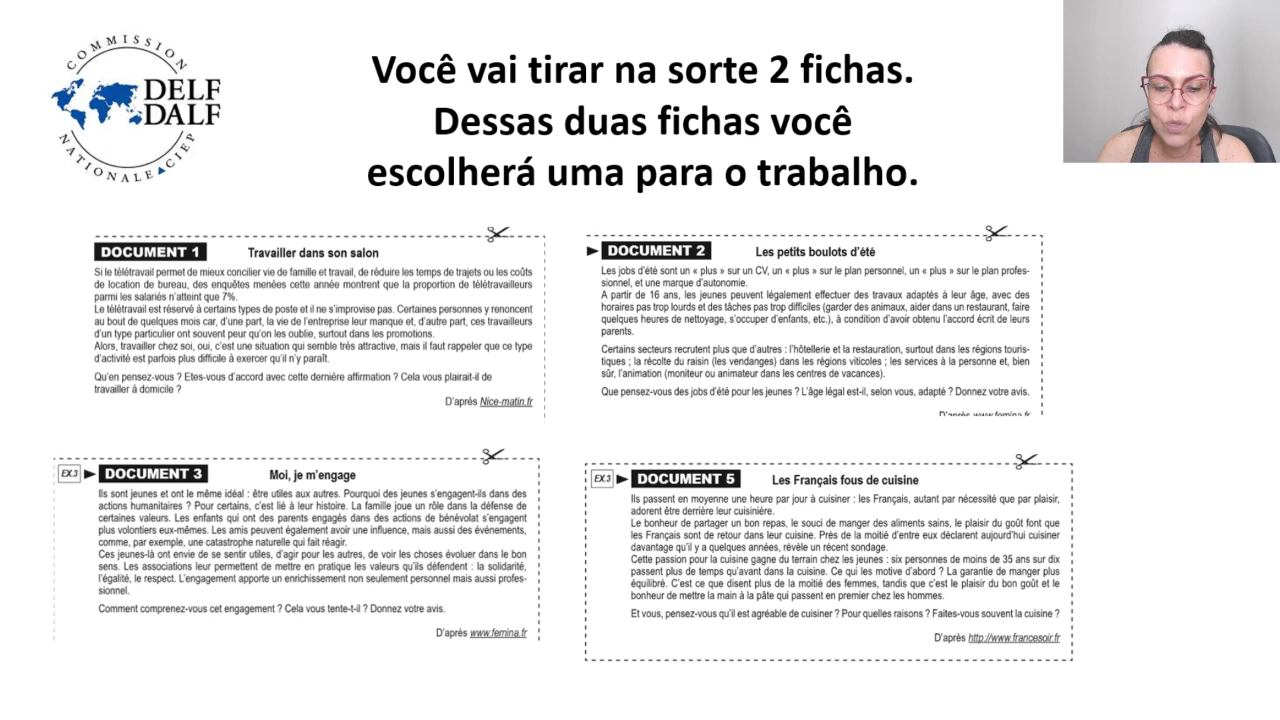 COMMISSION
DELF
DALF
NATIONALE CIEP
Você vai tirar na sorte 2 fichas.
Dessas duas fichas você
escolherá uma para o trabalho.
DOCUMENT 1 Travailler dans son salon
Si le télétravail permet de mieux concilier vie de famille et travail, de réduire les temps de trajets ou les coûts
de location de bureau, des enquêtes menées cette année montrent que la proportion de télétravailleurs
parmi les salariés n'atteint que 7%.
Le télétravail est réservé à certains types de poste et il ne s'improvise pas. Certaines personnes y renoncent
au bout de quelques mois car, d'une part, la vie de l'entreprise leur manque et, d'autre part, ces travailleurs
d'un type particulier ont souvent peur qu'on les oublie, surtout dans les promotions.
Alors, travailler chez soi, oui, c'est une situation qui semble très attractive, mais il faut rappeler que ce type
d'activité est parfois plus difficile à exercer qu'il n'y paraît.
Qu'en pensez-vous ? Etes-vous d'accord avec cette dernière affirmation ? Cela vous plairait-il de
travailler à domicile ?
D'après Nice-matin.fr
DOCUMENT 2 Les petits boulots d'été
Les jobs d'été sont un « plus » sur un CV, un « plus » sur le plan personnel, un « plus » sur le plan profes-
sionnel, et une marque d'autonomie.
A partir de 16 ans, les jeunes peuvent légalement effectuer des travaux adaptés à leur âge, avec des
horaires pas trop lourds et des tâches pas trop difficiles (garder des animaux, aider dans un restaurant, faire
quelques heures de nettoyage, s'occuper d'enfants, etc.), à condition d'avoir obtenu l'accord écrit de leurs
parents.
Certains secteurs recrutent plus que d'autres : l'hôtellerie et la restauration, surtout dans les régions touris-
tiques ; la récolte du raisin (les vendanges) dans les régions viticoles ; les services à la personne et, bien
sûr, l'animation (moniteur ou animateur dans les centres de vacances).
Que pensez-vous des jobs d'été pour les jeunes ? L'âge légal est-il, selon vous, adapté ? Donnez votre avis.
D'après www.femina.fr
EX.3 DOCUMENT 3 Moi, je m'engage
Ils sont jeunes et ont le même idéal : être utiles aux autres. Pourquoi des jeunes s'engagent-ils dans des
actions humanitaires ? Pour certains, c'est lié à leur histoire. La famille joue un rôle dans la défense de
certaines valeurs. Les enfants qui ont des parents engagés dans des actions de bénévolat s'engagent
plus volontiers eux-mêmes. Les amis peuvent également avoir une influence, mais aussi des événements,
comme, par exemple, une catastrophe naturelle qui fait réagir.
Ces jeunes-là ont envie de se sentir utiles, d'agir pour les autres, de voir les choses évoluer dans le bon
sens. Les associations leur permettent de mettre en pratique les valeurs qu'ils défendent : la solidarité,
l'égalité, le respect. L'engagement apporte un enrichissement non seulement personnel mais aussi profes-
sionnel.
Comment comprenez-vous cet engagement ? Cela vous tente-t-il ? Donnez votre avis.
D'après www.femina.fr
EX.3 DOCUMENT 5 Les Français fous de cuisine
Ils passent en moyenne une heure par jour à cuisiner : les Français, autant par nécessité que par plaisir,
adorent être derrière leur cuisinière.
Le bonheur de partager un bon repas, le souci de manger des aliments sains, le plaisir du goût font que
les Français sont de retour dans leur cuisine. Près de la moitié d'entre eux déclarent aujourd'hui cuisiner
davantage qu'il y a quelques années, révèle un récent sondage.
Cette passion pour la cuisine gagne du terrain chez les jeunes : six personnes de moins de 35 ans sur dix
passent plus de temps qu'avant dans la cuisine. Ce qui les motive d'abord ? La garantie de manger plus
équilibré. C'est ce que disent plus de la moitié des femmes, tandis que c'est le plaisir du bon goût et le
bonheur de mettre la main à la pâte qui passent en premier chez les hommes.
Et vous, pensez-vous qu'il est agréable de cuisiner ? Pour quelles raisons ? Faites-vous souvent la cuisine ?
D'après http://www.francesoir.fr